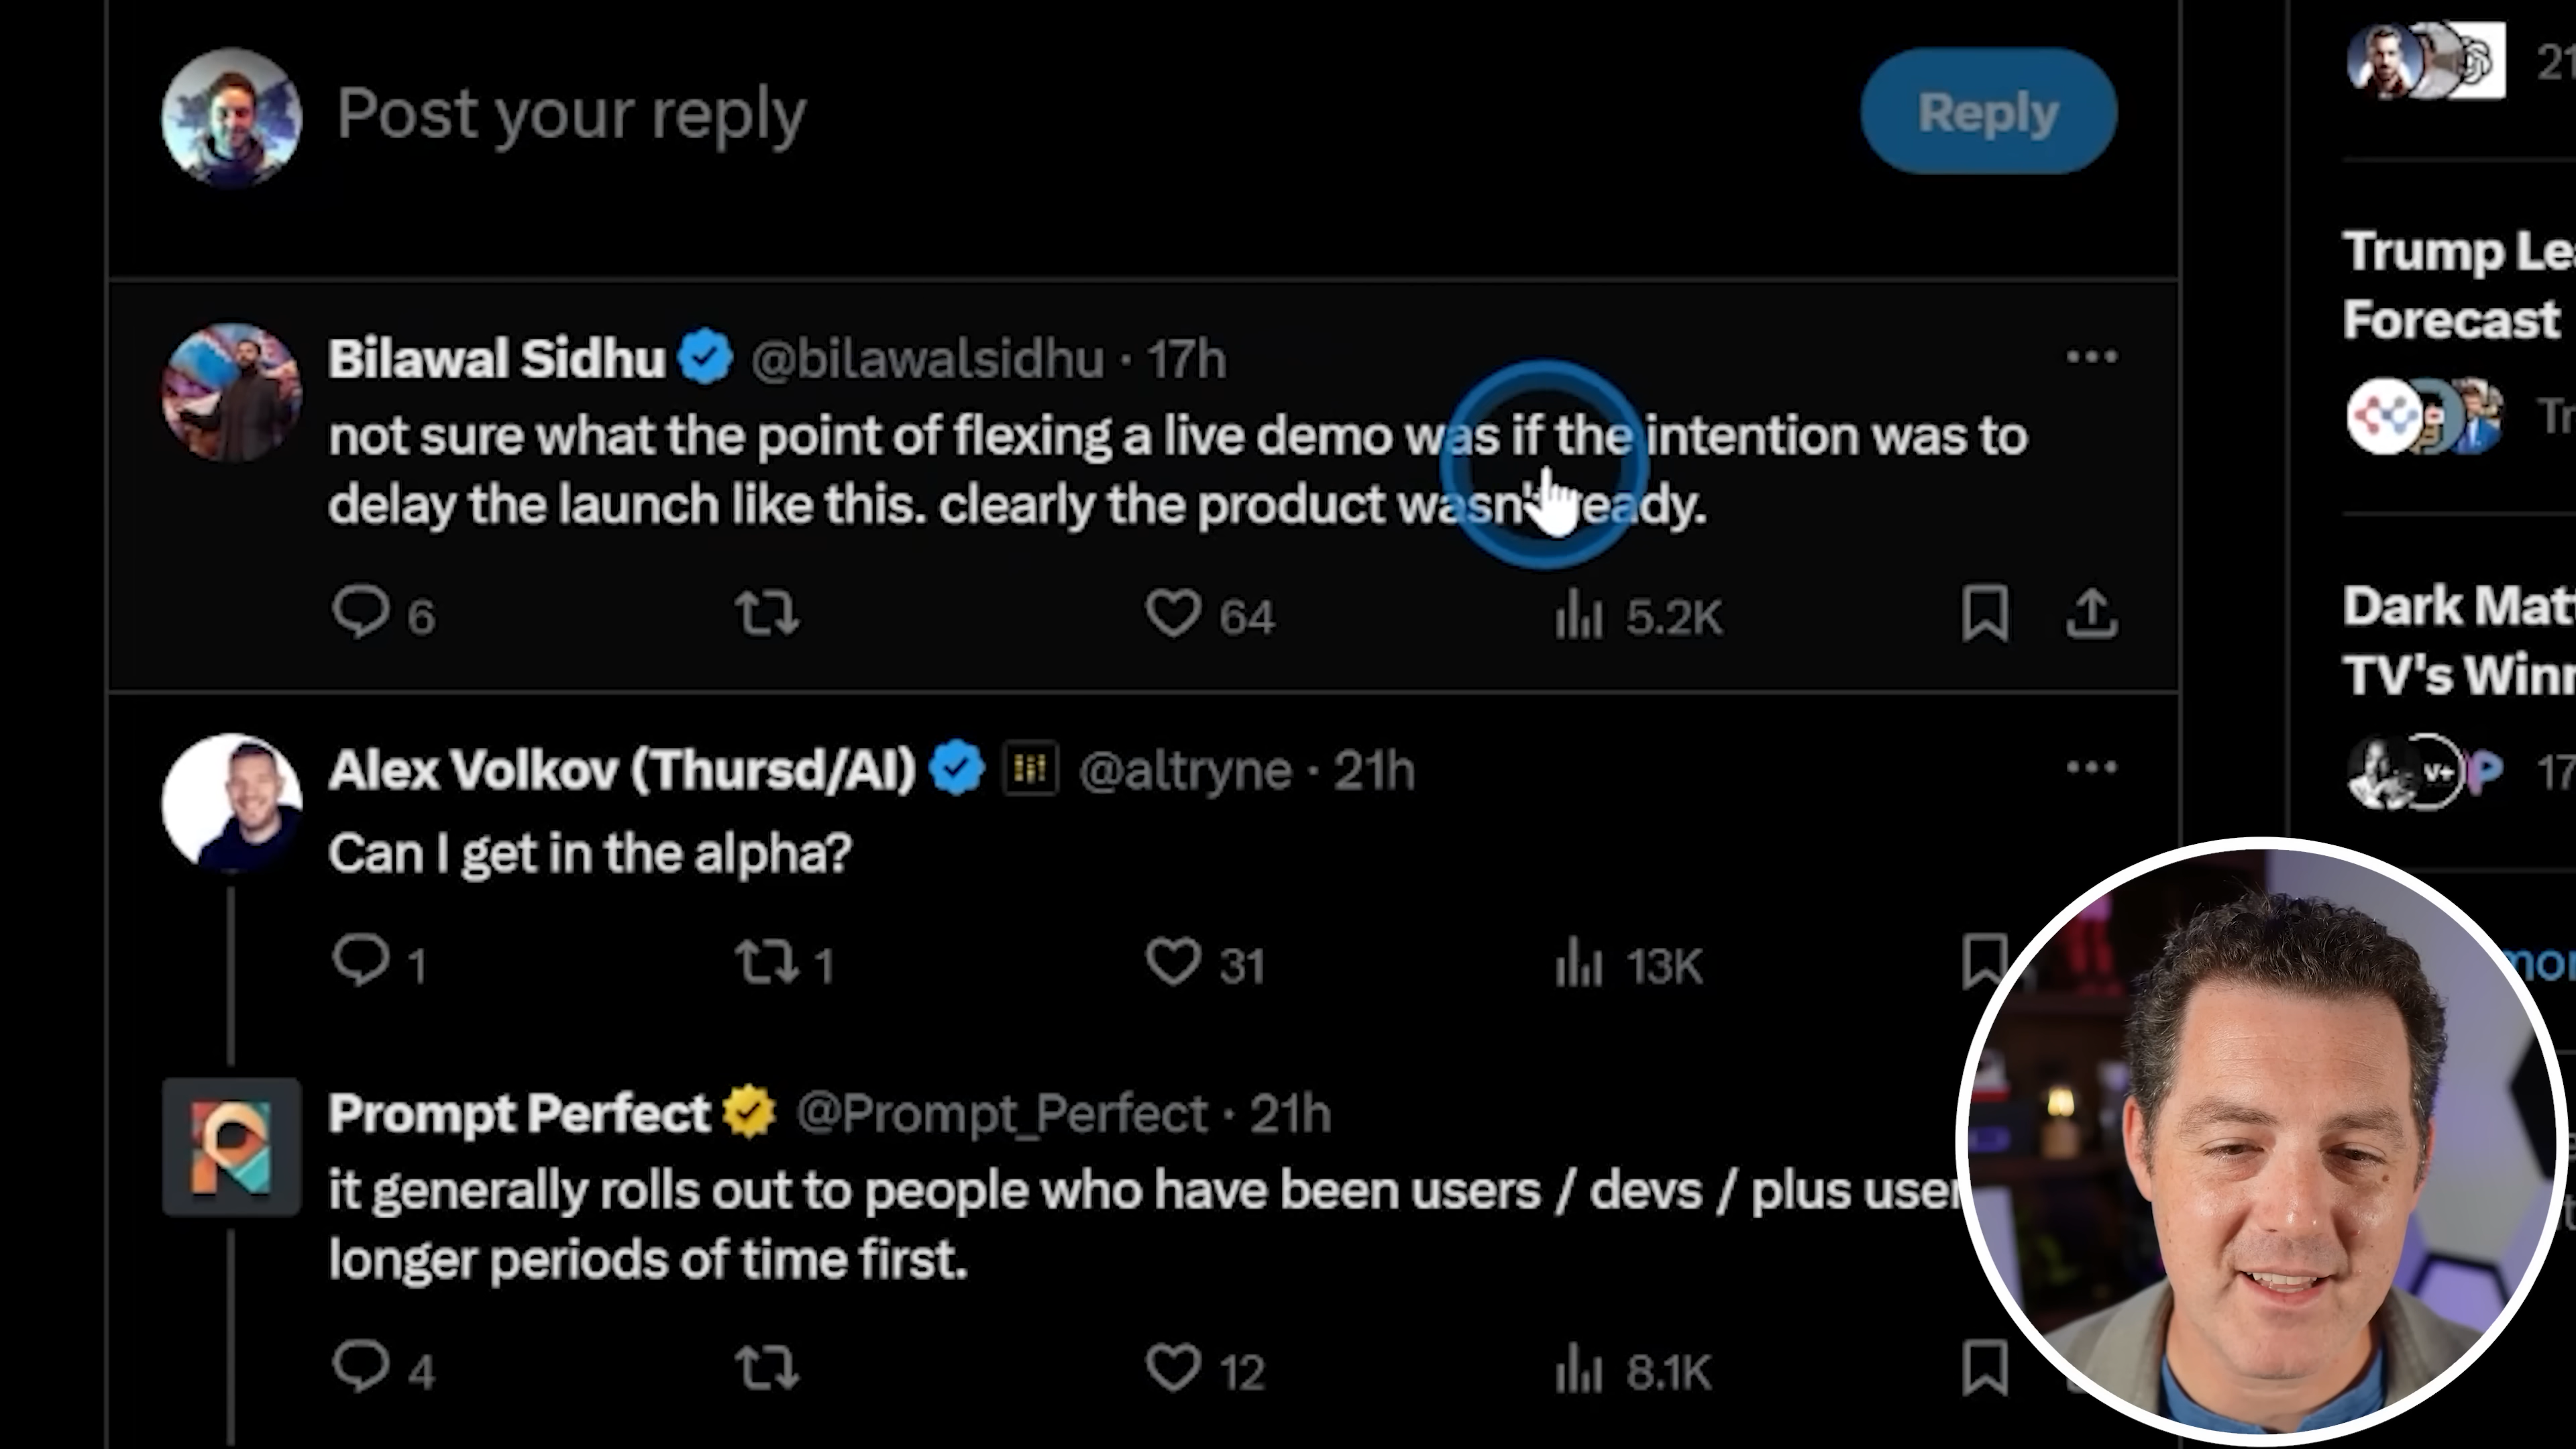 Post your reply
Reply
21
Trump Le
Forecast
Bilawal Sidhu @bilawalsidhu · 17h
not sure what the point of flexing a live demo was if the intention was to
delay the launch like this. clearly the product wasn't ready.
6 64 5.2K
Dark Mat
TV's Win
V+
17
Alex Volkov (Thursd/AI) @altryne · 21h
Can I get in the alpha?
1 1 31 13K
Prompt Perfect @Prompt_Perfect · 21h
it generally rolls out to people who have been users / devs / plus user
longer periods of time first.
4 12 8.1K